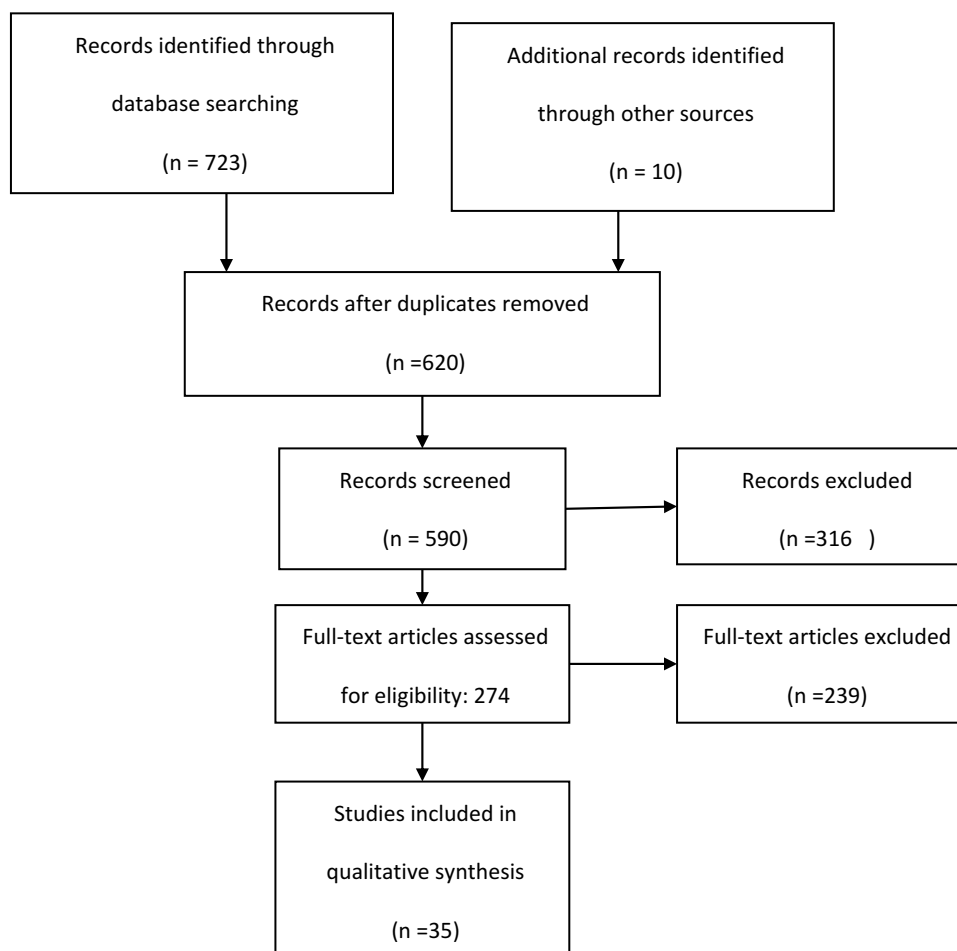 Records identified through
database searching
(n = 723)
Additional records identified
through other sources
(n = 10)
Records after duplicates removed
(n =620)
Records screened
(n = 590)
Records excluded
(n =316   )
Full-text articles assessed
for eligibility: 274
Full-text articles excluded
(n =239)
Studies included in
qualitative synthesis
(n =35)